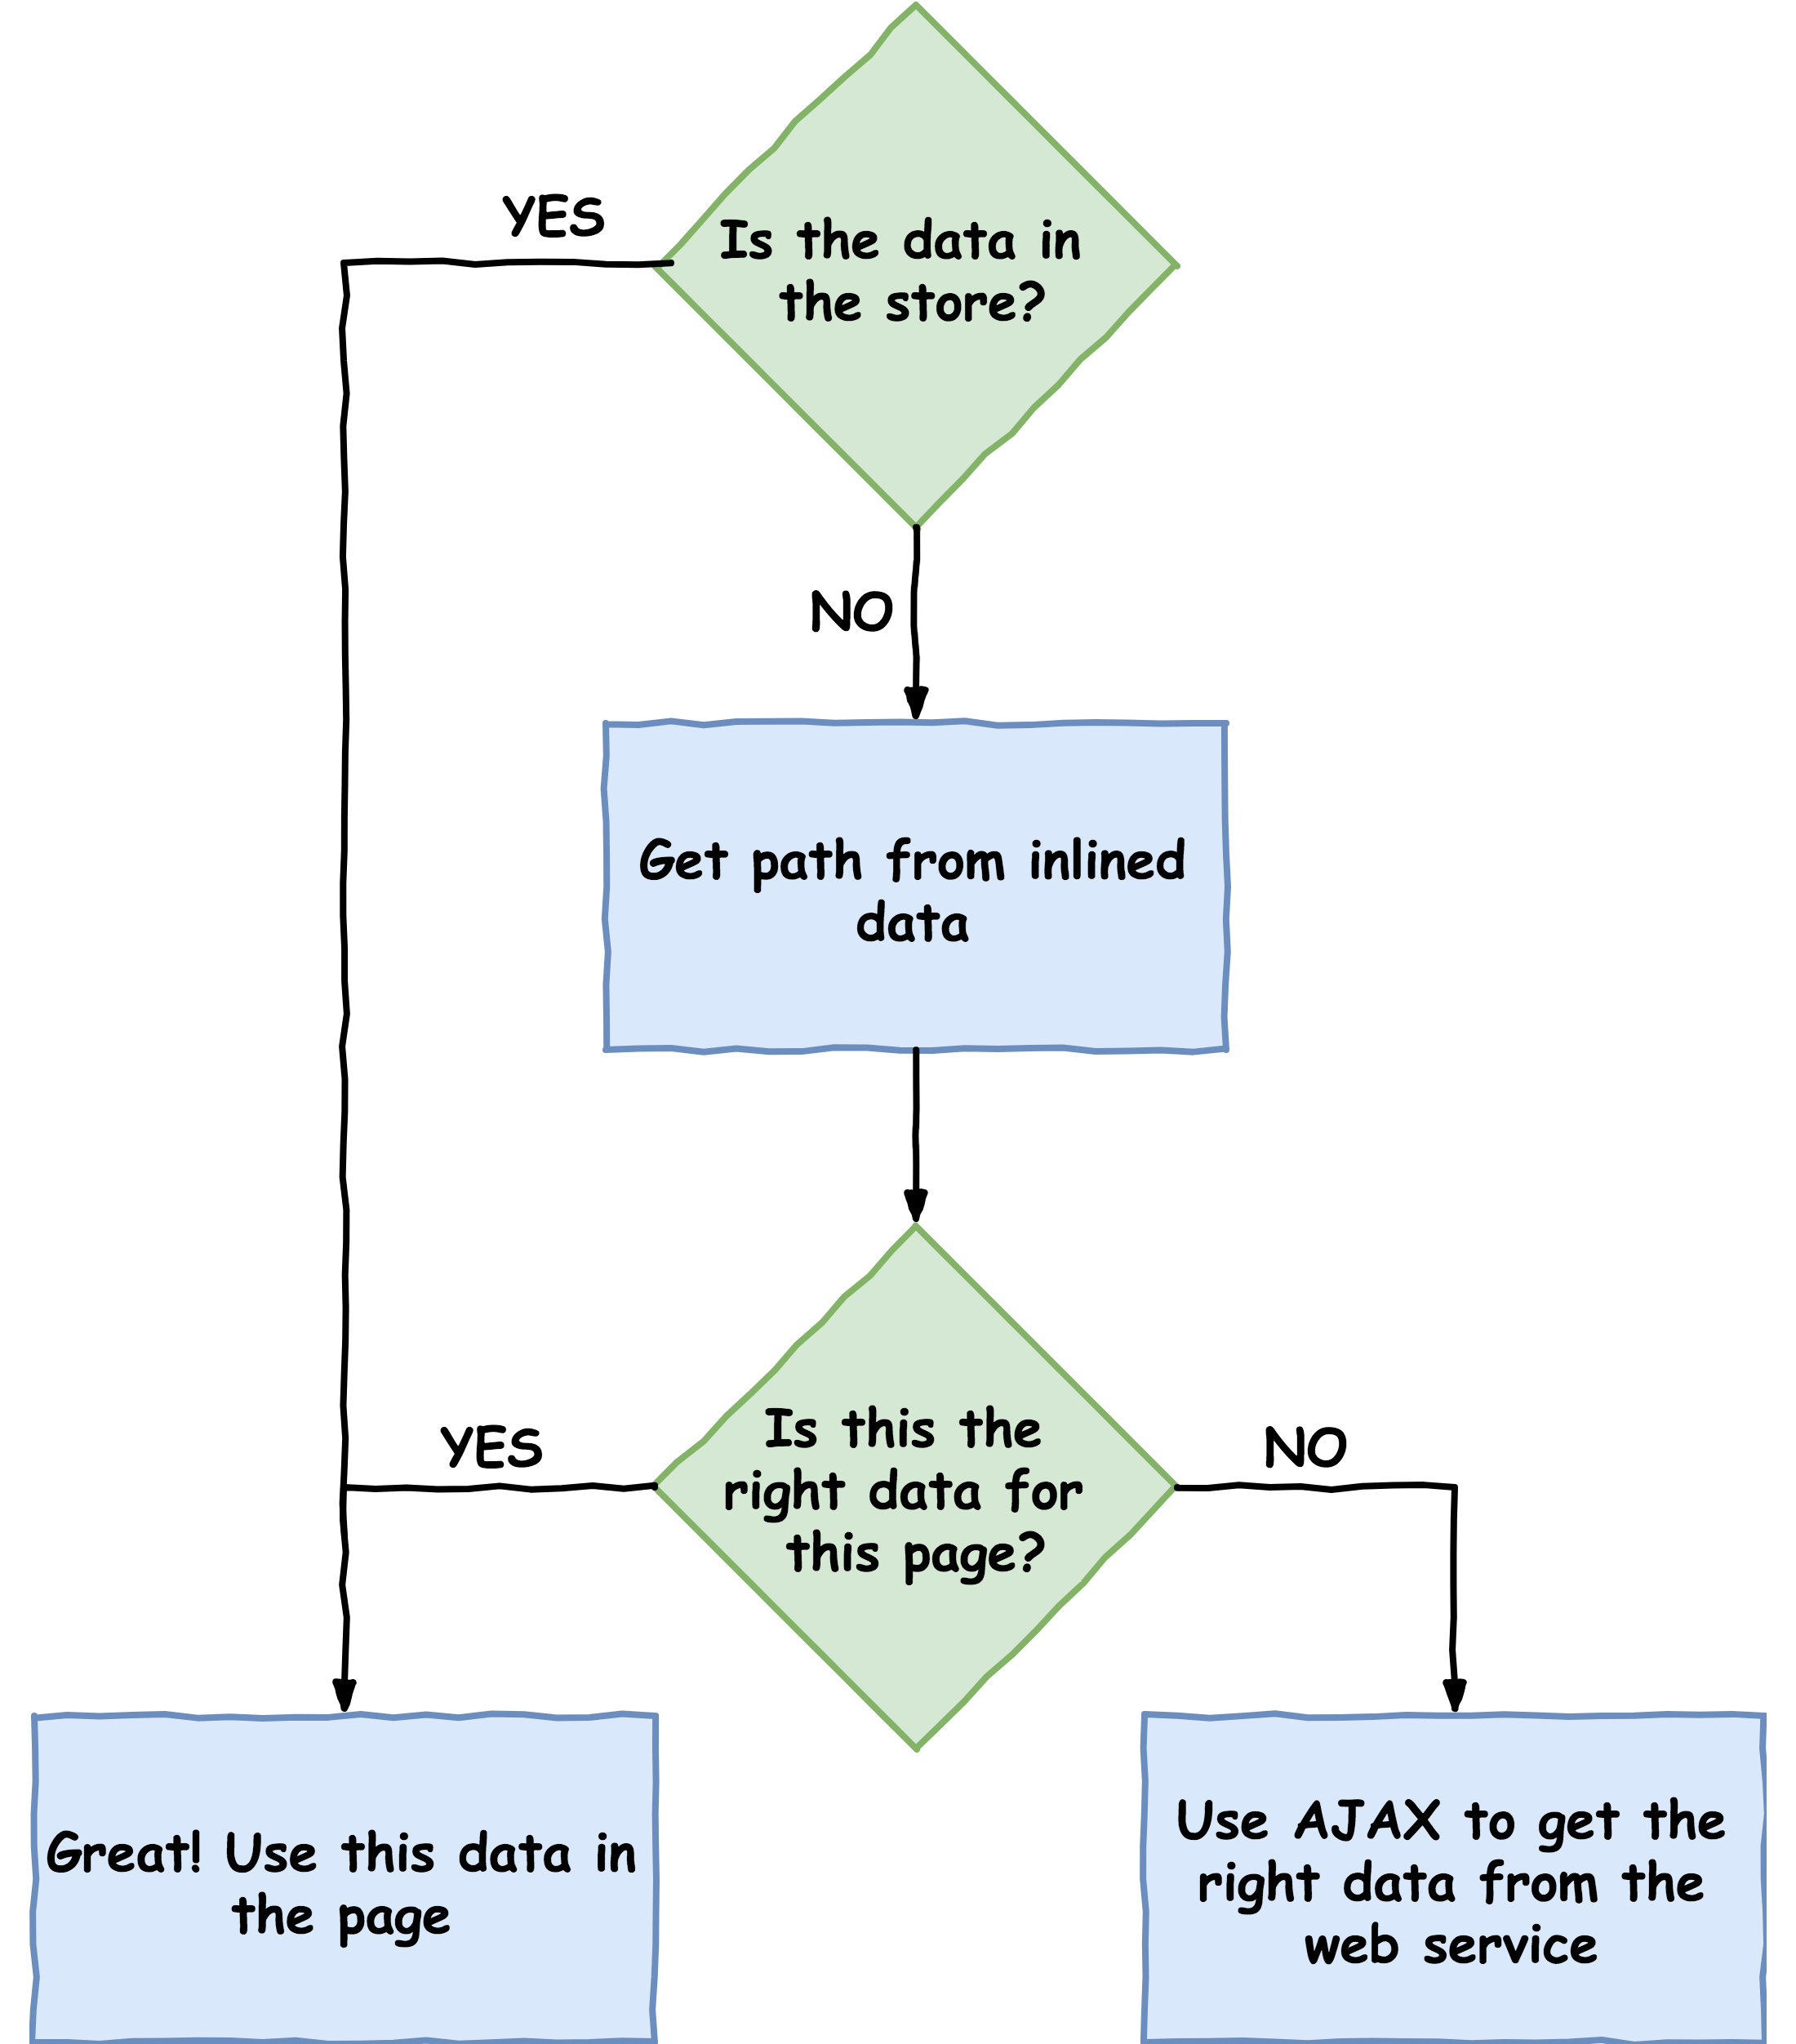 YES
Is the data in
the store?
NO
Get path from inlined
data
YES
Is this the
right data for
this page?
NO
Great! Use this data in
the page
Use AJAX to get the
right data from the
web service